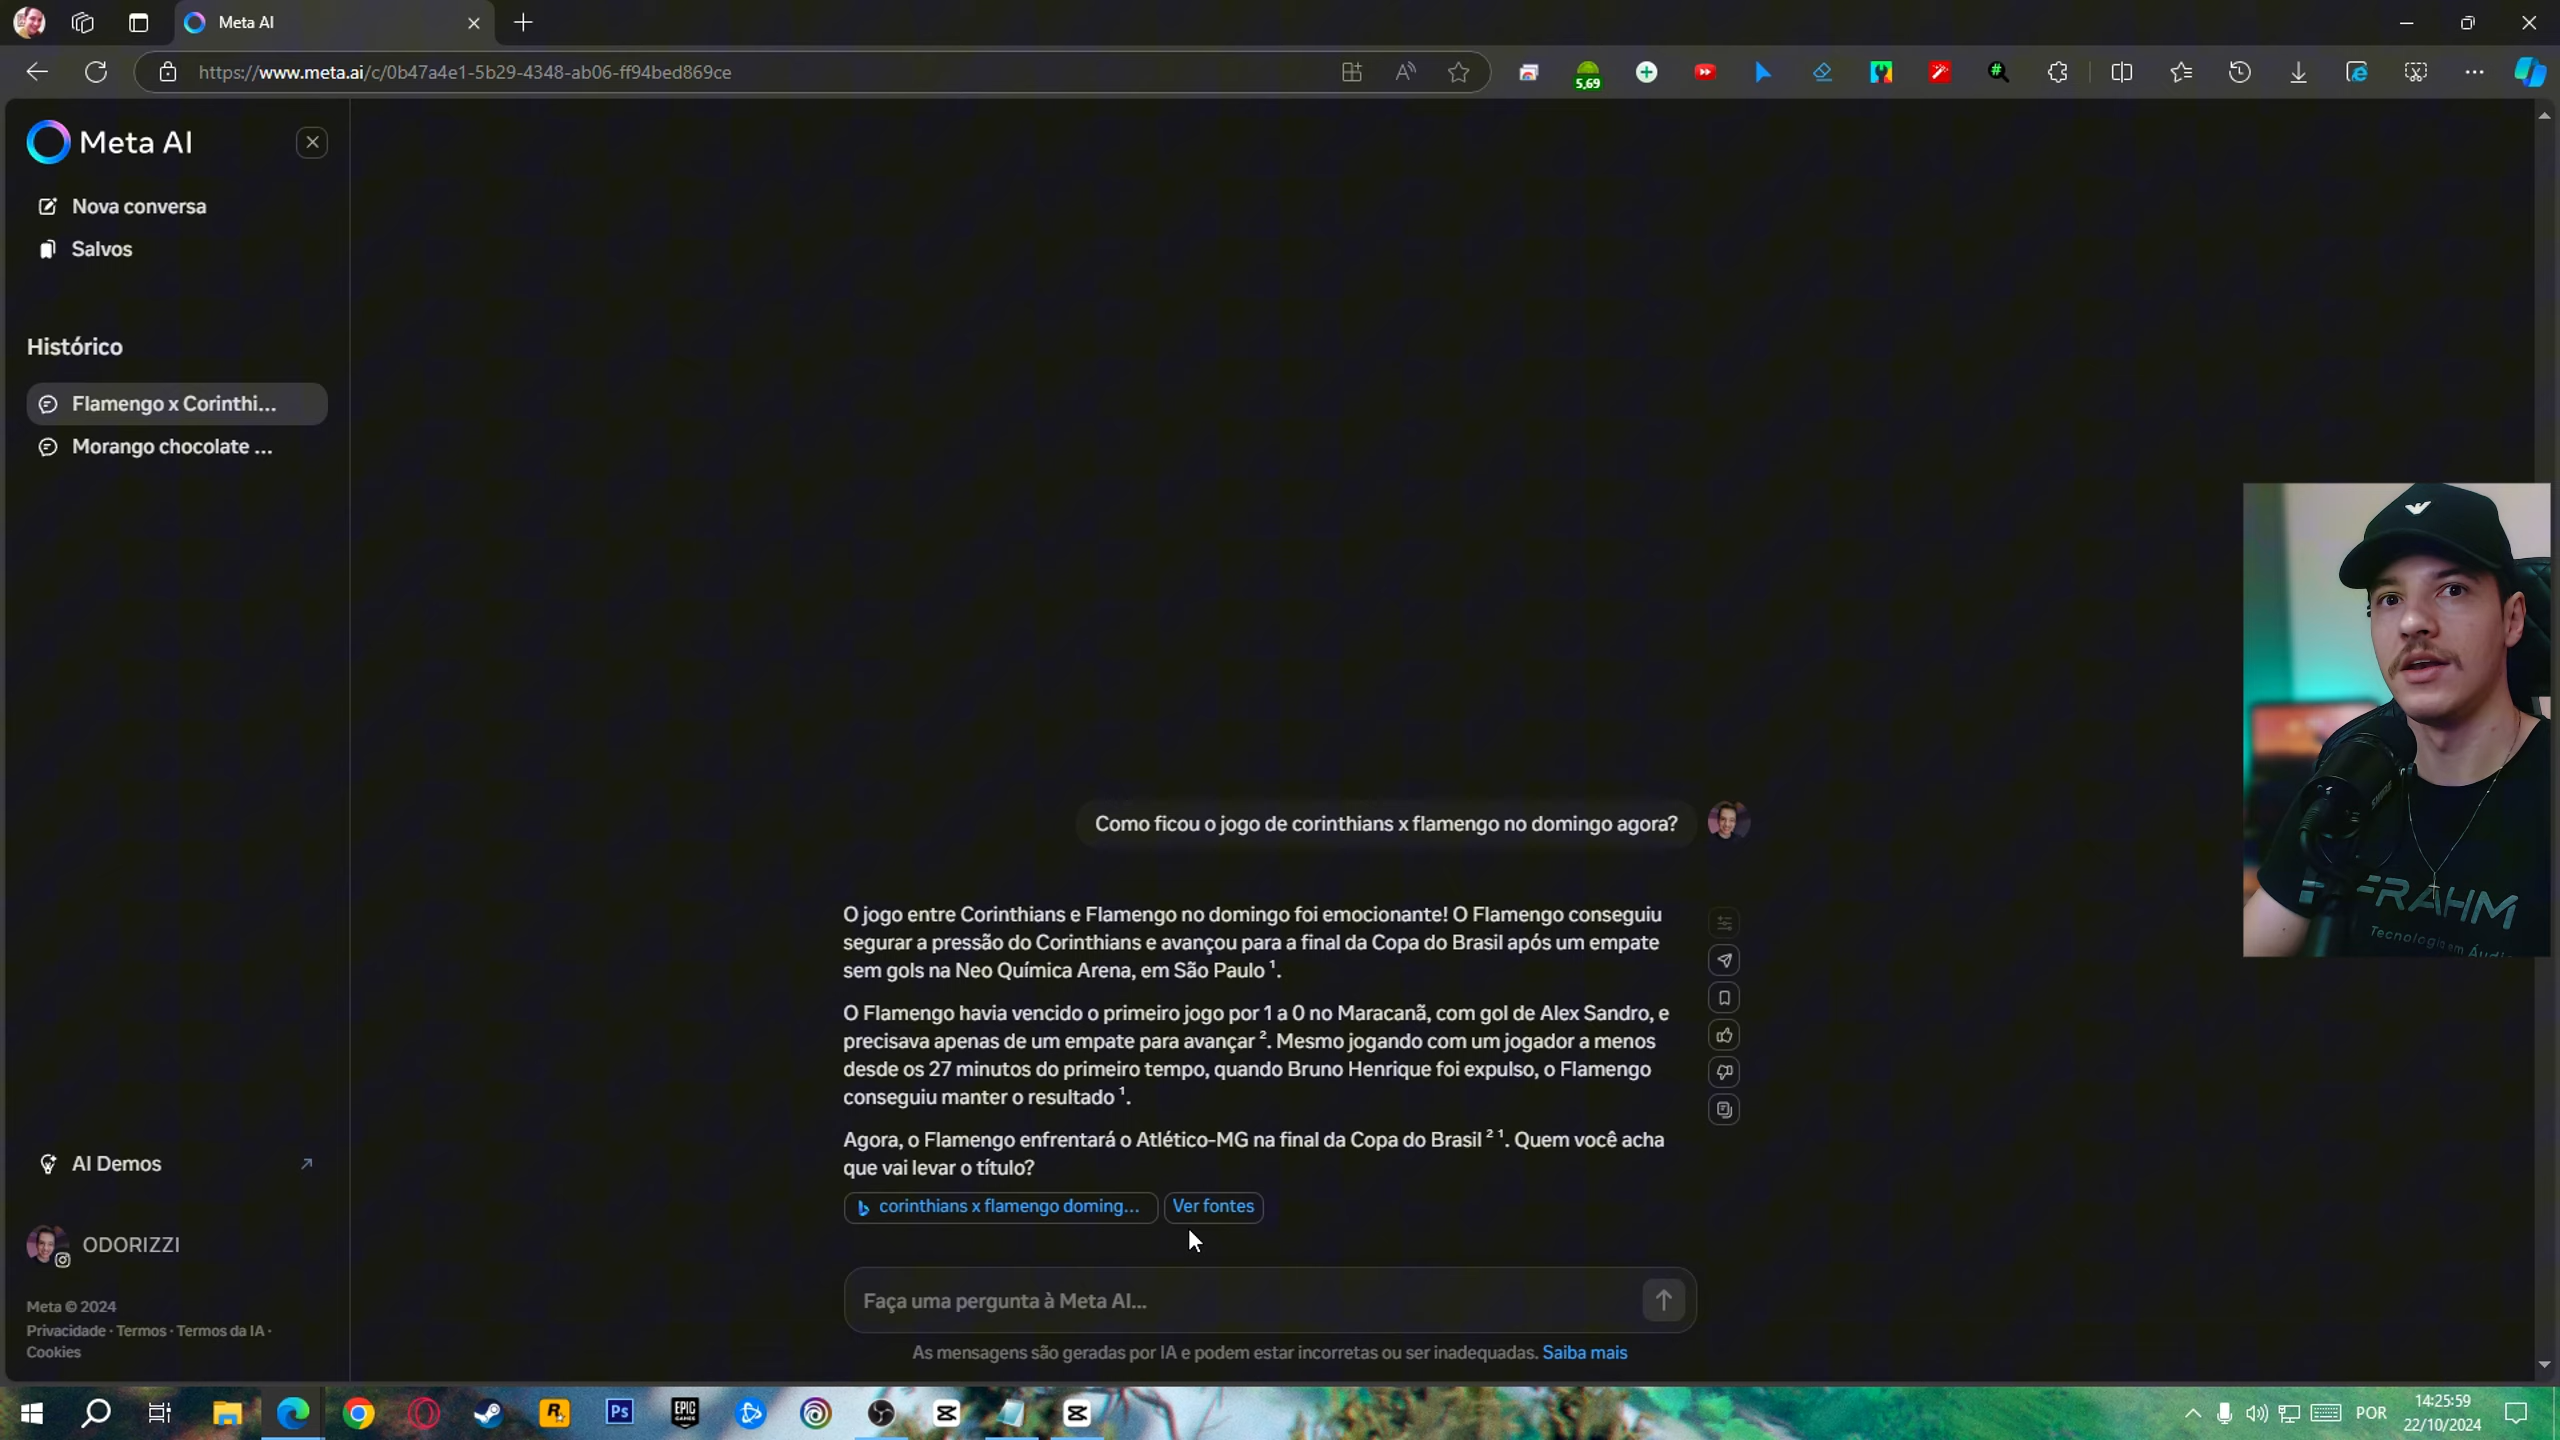 Meta AI
https://www.meta.ai/c/0b47a4e1-5b29-4348-ab06-ff94bed869ce
5,69
Meta AI
Nova conversa
Salvos
Histórico
Flamengo x Corinthi...
Morango chocolate ...
Como ficou o jogo de corinthians x flamengo no domingo agora?
O jogo entre Corinthians e Flamengo no domingo foi emocionante! O Flamengo conseguiu
segurar a pressão do Corinthians e avançou para a final da Copa do Brasil após um empate
sem gols na Neo Química Arena, em São Paulo ¹.
O Flamengo havia vencido o primeiro jogo por 1 a 0 no Maracanã, com gol de Alex Sandro, e
precisava apenas de um empate para avançar ². Mesmo jogando com um jogador a menos
desde os 27 minutos do primeiro tempo, quando Bruno Henrique foi expulso, o Flamengo
conseguiu manter o resultado ¹.
Agora, o Flamengo enfrentará o Atlético-MG na final da Copa do Brasil ² ¹. Quem você acha
que vai levar o título?
corinthians x flamengo doming...
Ver fontes
Faça uma pergunta à Meta AI...
As mensagens são geradas por IA e podem estar incorretas ou ser inadequadas. Saiba mais
AI Demos
ODORIZZI
Meta © 2024
Privacidade · Termos · Termos da IA ·
Cookies
FRAHM
Tecnologia em Áudio
SHURE
Ps
EPIC
GAMES
POR
14:25:59
22/10/2024